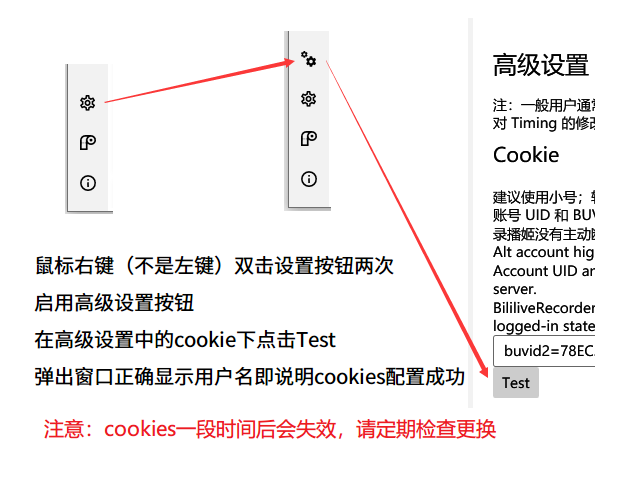 高级设置
注：一般用户通常
对 Timing 的修改
Cookie
建议使用小号；
账号 UID 和 BUV
录播姬没有主动
Alt account hig
Account UID ar
server.
BililiveRecorder
logged-in state
buvid2=78EC
Test
鼠标右键（不是左键）双击设置按钮两次
启用高级设置按钮
在高级设置中的cookie下点击Test
弹出窗口正确显示用户名即说明cookies配置成功
注意：cookies一段时间后会失效，请定期检查更换